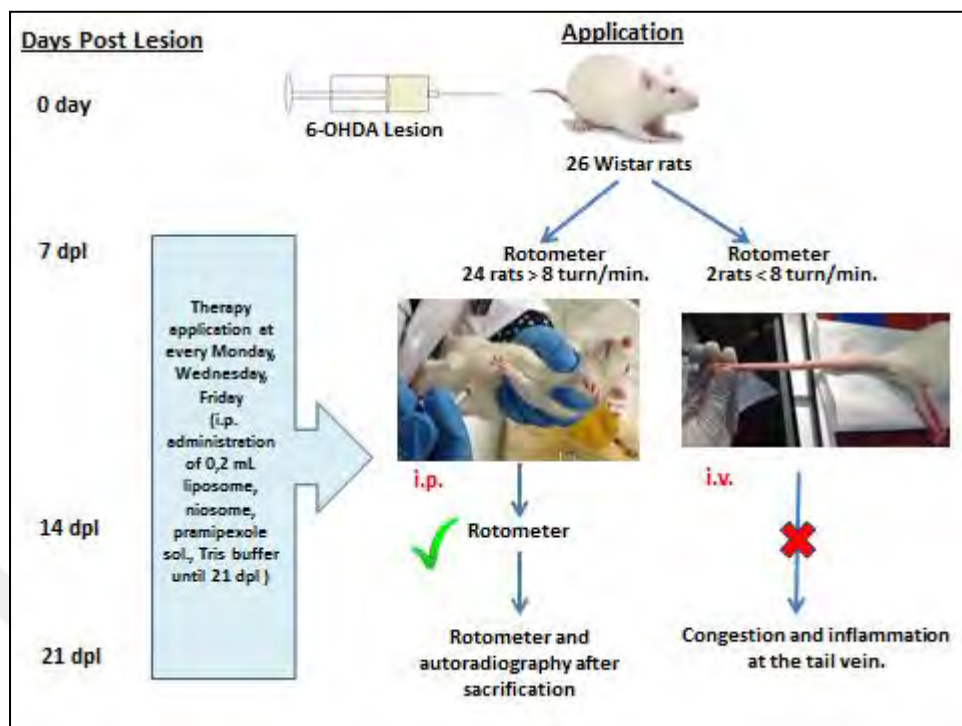 Days Post Lesion
Application
0 day
6-OHDA Lesion
26 Wistar rats
7 dpl
Rotometer
24 rats > 8 turn/min.
Rotometer
2rats < 8 turn/min.
Therapy
application at
every Monday,
Wednesday,
Friday
(i.p.
administration
of 0,2 mL
liposome,
niosome,
pramipexole
sol., Tris buffer
until 21 dpl )
i.p.
i.v.
14 dpl
Rotometer
21 dpl
Rotometer and
autoradiography after
sacrification
Congestion and inflammation
at the tail vein.